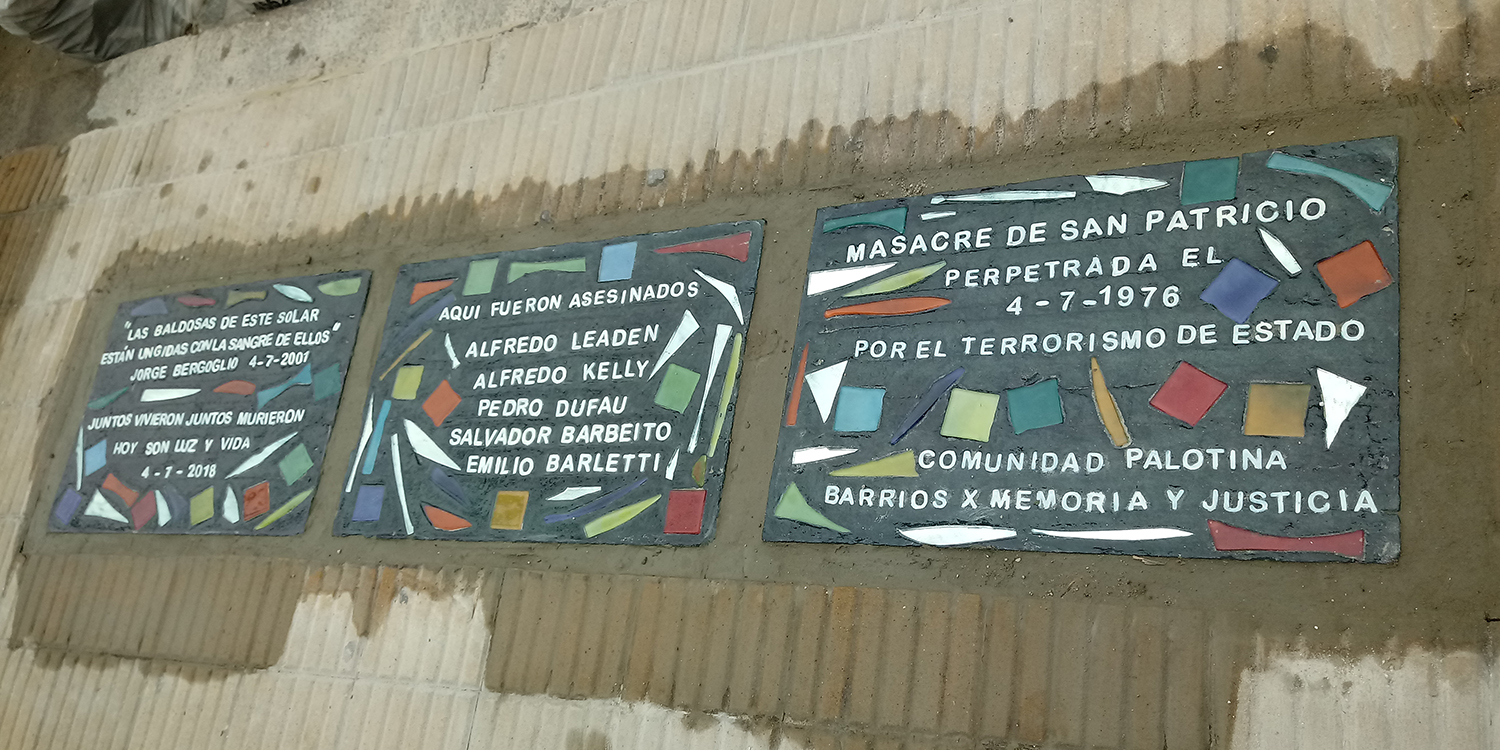 "LAS BALDOSAS DE ESTE SOLAR
ESTÁN UNGIDAS CON LA SANGRE DE ELLOS"
JORGE BERGOGLIO 4-7-2001
JUNTOS VIVIERON JUNTOS MURIERON
HOY SON LUZ Y VIDA
4-7-2018
AQUI FUERON ASESINADOS
ALFREDO LEADEN
ALFREDO KELLY
PEDRO DUFAU
SALVADOR BARBEITO
EMILIO BARLETTI
MASACRE DE SAN PATRICIO
PERPETRADA EL
4-7-1976
POR EL TERRORISMO DE ESTADO
COMUNIDAD PALOTINA
BARRIOS X MEMORIA Y JUSTICIA